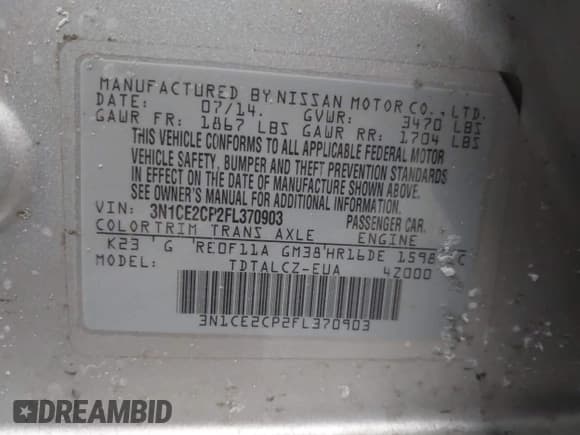 MANUFACTURED BY NISSAN MOTOR CO., LTD.
DATE: 07/14. GVWR: 3470 LBS
GAWR FR: 1867 LBS GAWR RR: 1704 LBS
THIS VEHICLE CONFORMS TO ALL APPLICABLE FEDERAL MOTOR
VEHICLE SAFETY, BUMPER AND THEFT PREVENTION STANDARDS
IN EFFECT ON THE DATE OF MANUFACTURE SHOWN ABOVE.
SEE OWNER'S MANUAL FOR ADDITIONAL INFORMATION.
VIN: 3N1CE2CP2FL370903 PASSENGER CAR.
COLOR TRIM TRANS AXLE ENGINE
K23 G RE0F11A GM38 HR16DE 1598
MODEL: TDTALCZ-EUA 4Z000
3N1CE2CP2FL370903
DREAMBID